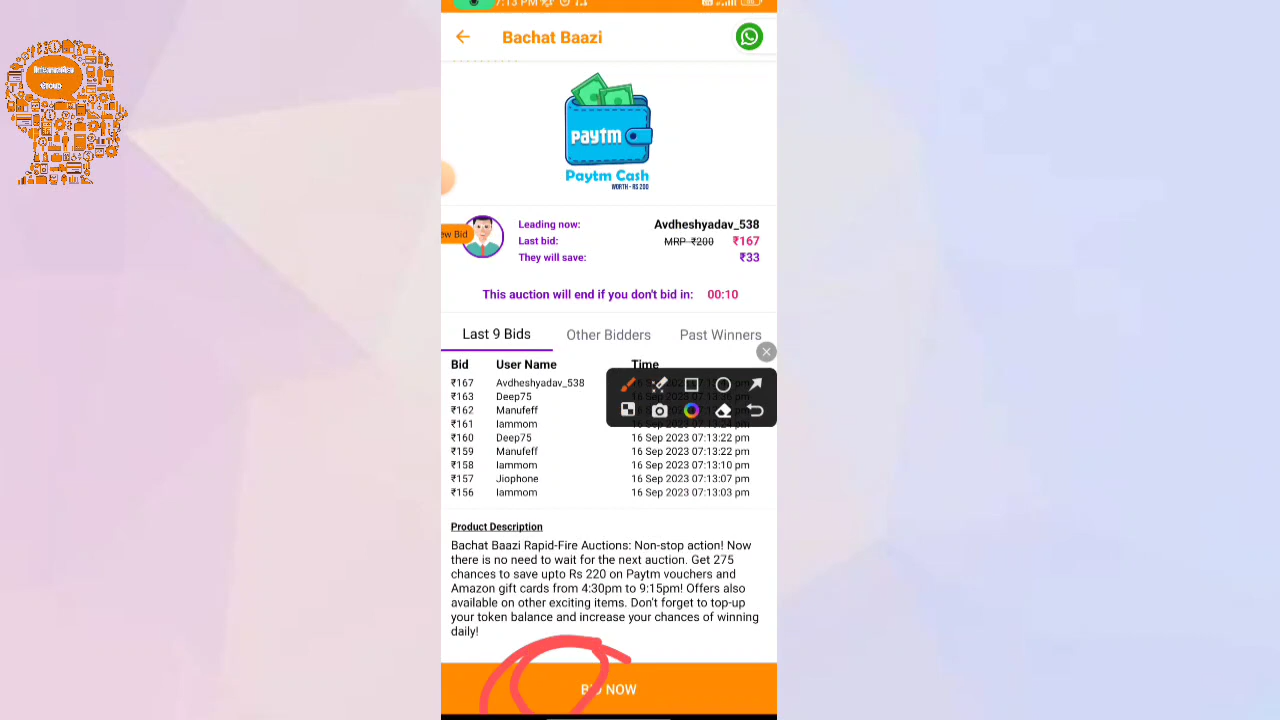 7:13 PM
Bachat Baazi
paytm
Paytm Cash
WORTH - RS 200
ew Bid
Leading now: Avdheshyadav_538
Last bid: MRP ₹200 ₹167
They will save: ₹33
This auction will end if you don't bid in: 00:10
Last 9 Bids Other Bidders Past Winners
Bid User Name Time
₹167 Avdheshyadav_538
₹163 Deep75
₹162 Manufeff
₹161 Iammom
₹160 Deep75 16 Sep 2023 07:13:22 pm
₹159 Manufeff 16 Sep 2023 07:13:22 pm
₹158 Iammom 16 Sep 2023 07:13:10 pm
₹157 Jiophone 16 Sep 2023 07:13:07 pm
₹156 Iammom 16 Sep 2023 07:13:03 pm
Product Description
Bachat Baazi Rapid-Fire Auctions: Non-stop action! Now
there is no need to wait for the next auction. Get 275
chances to save upto Rs 220 on Paytm vouchers and
Amazon gift cards from 4:30pm to 9:15pm! Offers also
available on other exciting items. Don't forget to top-up
your token balance and increase your chances of winning
daily!
BID NOW